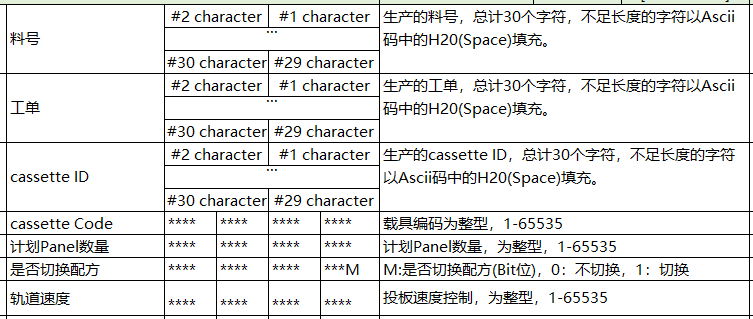 料号
#2 character #1 character
...
#30 character #29 character
生产的料号，总计30个字符，不足长度的字符以Ascii
码中的H20(Space)填充。
工单
#2 character #1 character
...
#30 character #29 character
生产的工单，总计30个字符，不足长度的字符以Ascii
码中的H20(Space)填充。
cassette ID
#2 character #1 character
...
#30 character #29 character
生产的cassette ID，总计30个字符，不足长度的字符
以Ascii码中的H20(Space)填充。
cassette Code **** **** **** **** 载具编码为整型，1-65535
计划Panel数量 **** **** **** **** 计划Panel数量，为整型，1-65535
是否切换配方 **** **** **** ***M M:是否切换配方(Bit位)，0：不切换，1：切换
轨道速度 **** **** **** **** 投板速度控制，为整型，1-65535